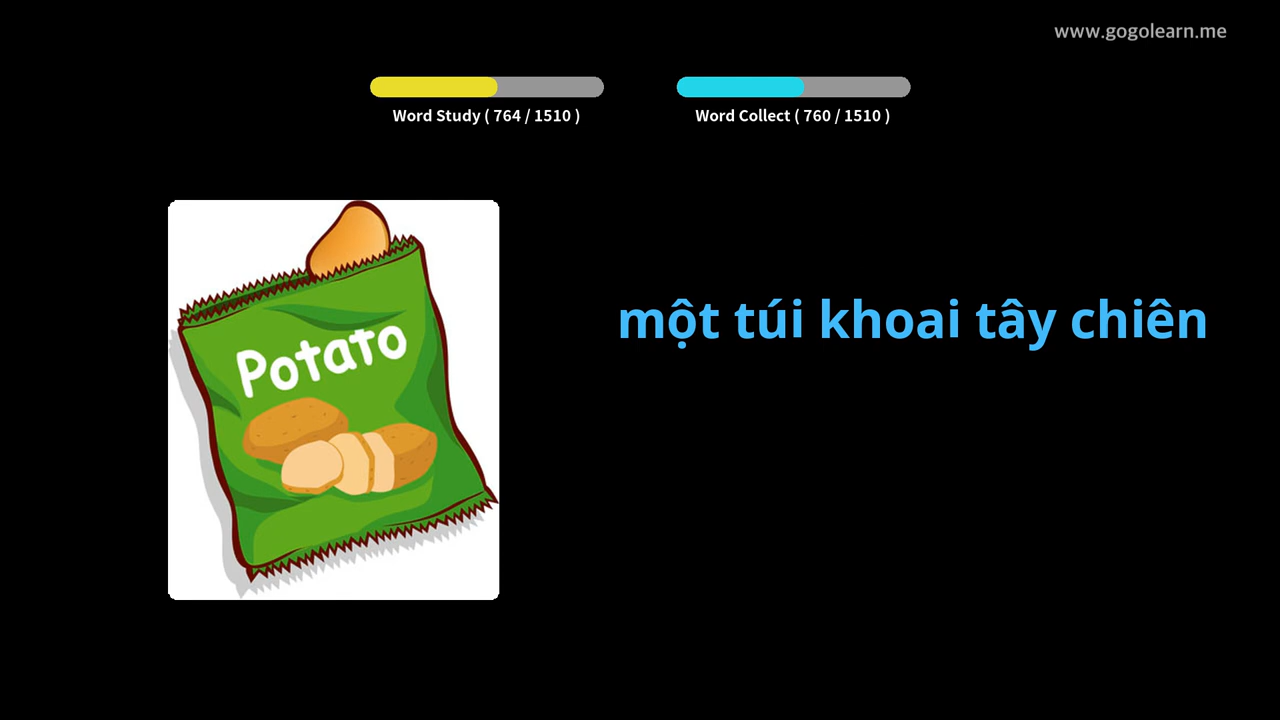 www.gogolearn.me
Word Study ( 764 / 1510 )
Word Collect ( 760 / 1510 )
Potato
một túi khoai tây chiên